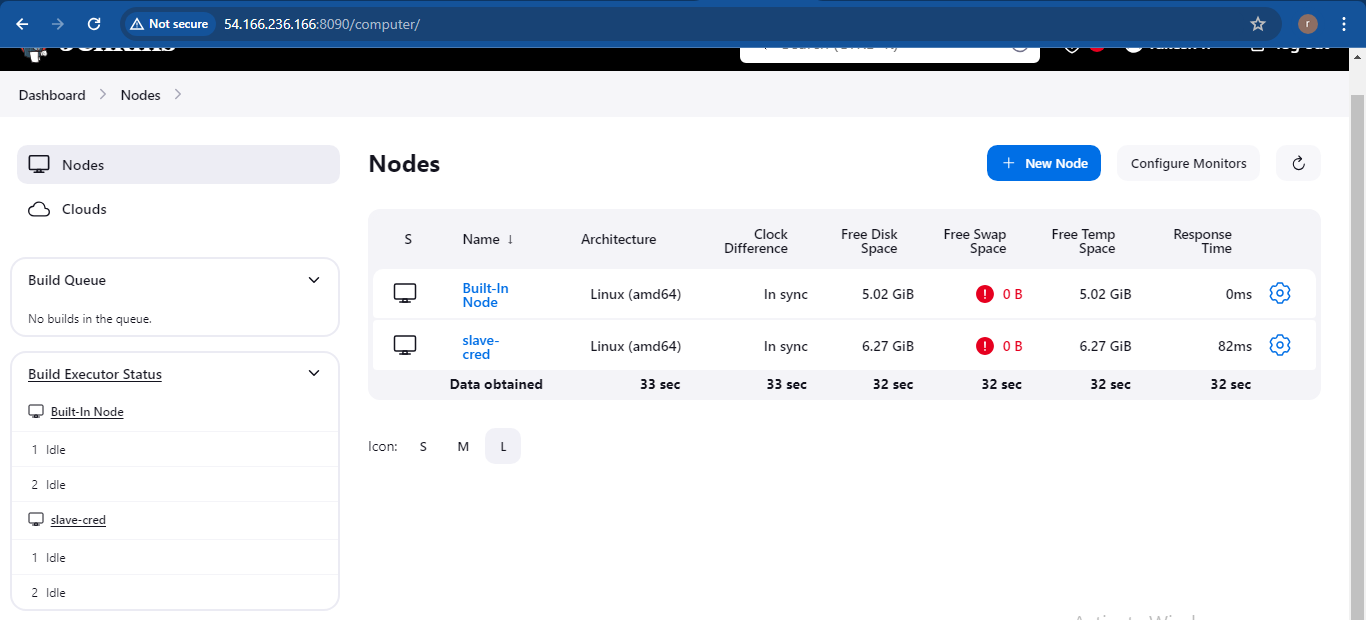 Not secure 54.166.236.166:8090/computer/ r
Dashboard Nodes
Nodes
Clouds
Build Queue
No builds in the queue.
Build Executor Status
Built-In Node
1 Idle
2 Idle
slave-cred
1 Idle
2 Idle
Nodes
+ New Node Configure Monitors
S Name ↓ Architecture Clock Difference Free Disk Space Free Swap Space Free Temp Space Response Time
Built-In Node Linux (amd64) In sync 5.02 GiB 0 B 5.02 GiB 0ms
slave-cred Linux (amd64) In sync 6.27 GiB 0 B 6.27 GiB 82ms
Data obtained 33 sec 33 sec 32 sec 32 sec 32 sec 32 sec
Icon: S M L